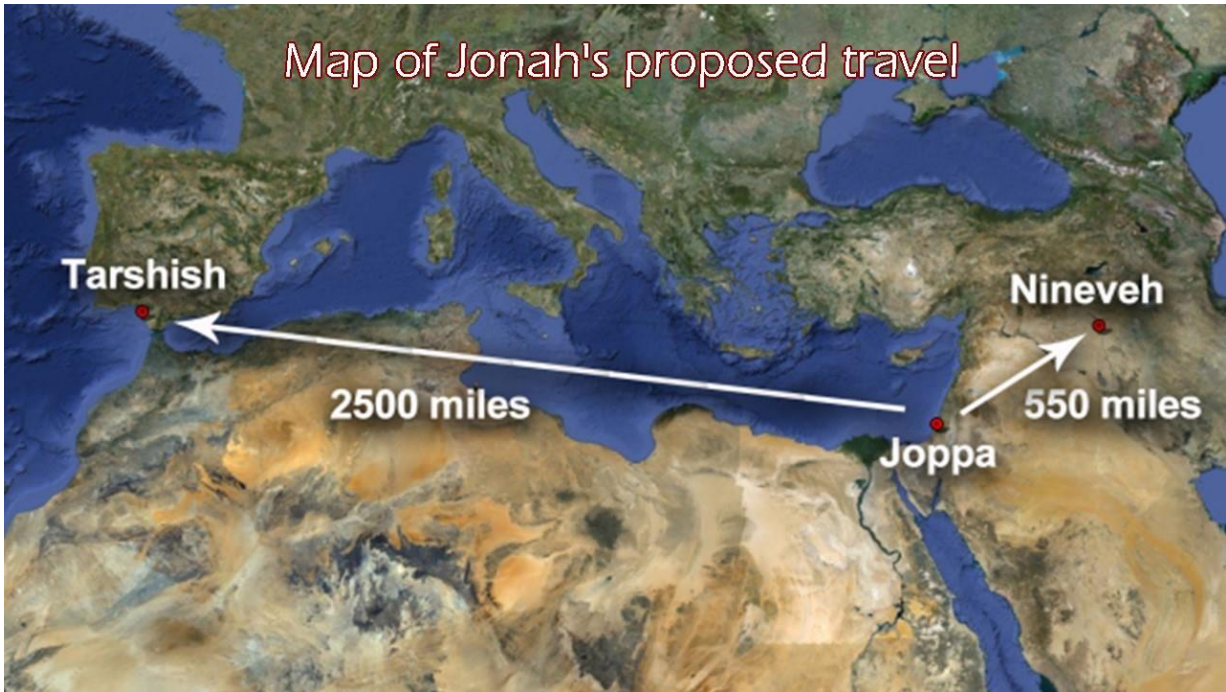 Map of Jonah's proposed travel
Tarshish
Nineveh
2500 miles
550 miles
Joppa